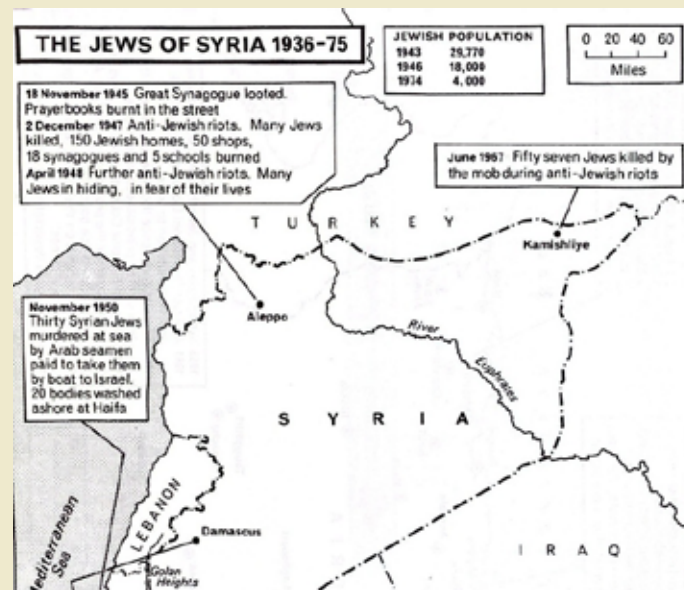 THE JEWS OF SYRIA 1936-75
JEWISH POPULATION
1943 29,770
1946 18,000
1974 4,000
0 20 40 60
Miles
18 November 1945 Great Synagogue looted.
Prayerbooks burnt in the street
2 December 1947 Anti-Jewish riots. Many Jews
killed, 150 Jewish homes, 50 shops,
18 synagogues and 5 schools burned
April 1948 Further anti-Jewish riots. Many
Jews in hiding, in fear of their lives
June 1967 Fifty seven Jews killed by
the mob during anti-Jewish riots
TURKEY
Kamishliye
November 1950
Thirty Syrian Jews
murdered at sea
by Arab seamen
paid to take them
by boat to Israel.
20 bodies washed
ashore at Haifa
Aleppo
River
Euphrates
SYRIA
LEBANON
Damascus
IRAQ
Mediterranean
Sea
Golan
Heights